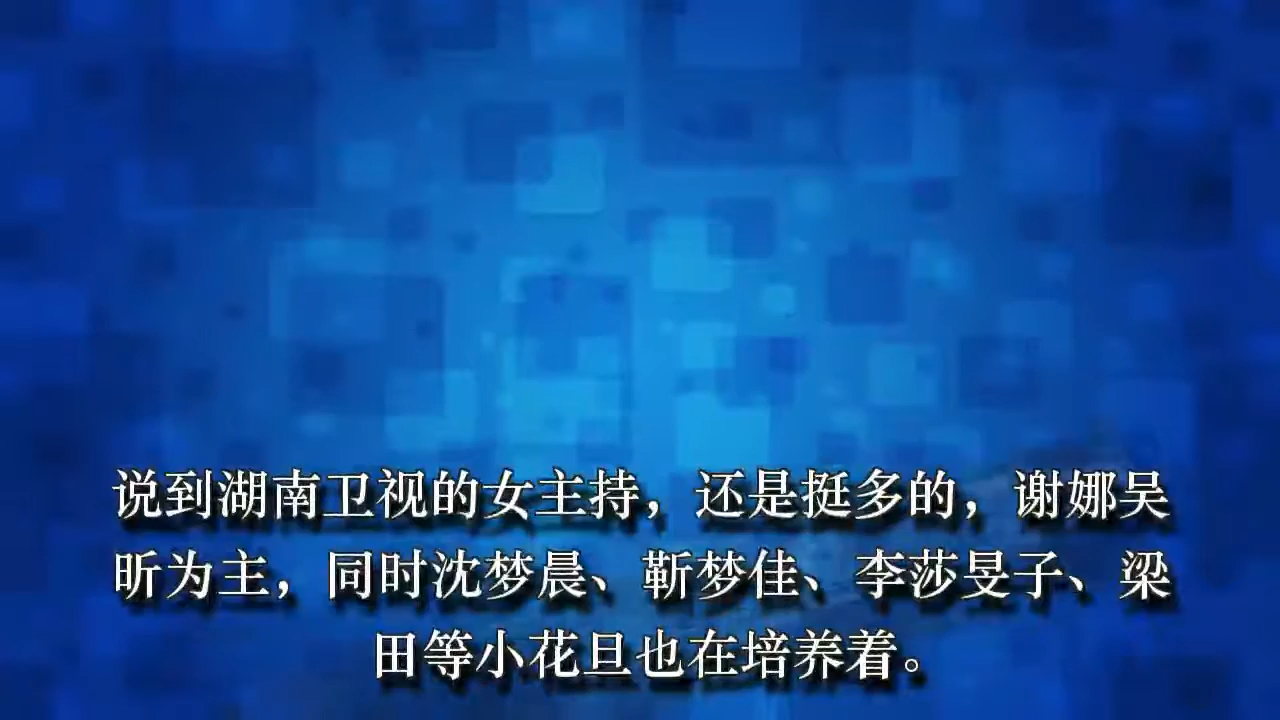 说到湖南卫视的女主持，还是挺多的，谢娜吴
昕为主，同时沈梦晨、靳梦佳、李莎旻子、梁
田等小花旦也在培养着。